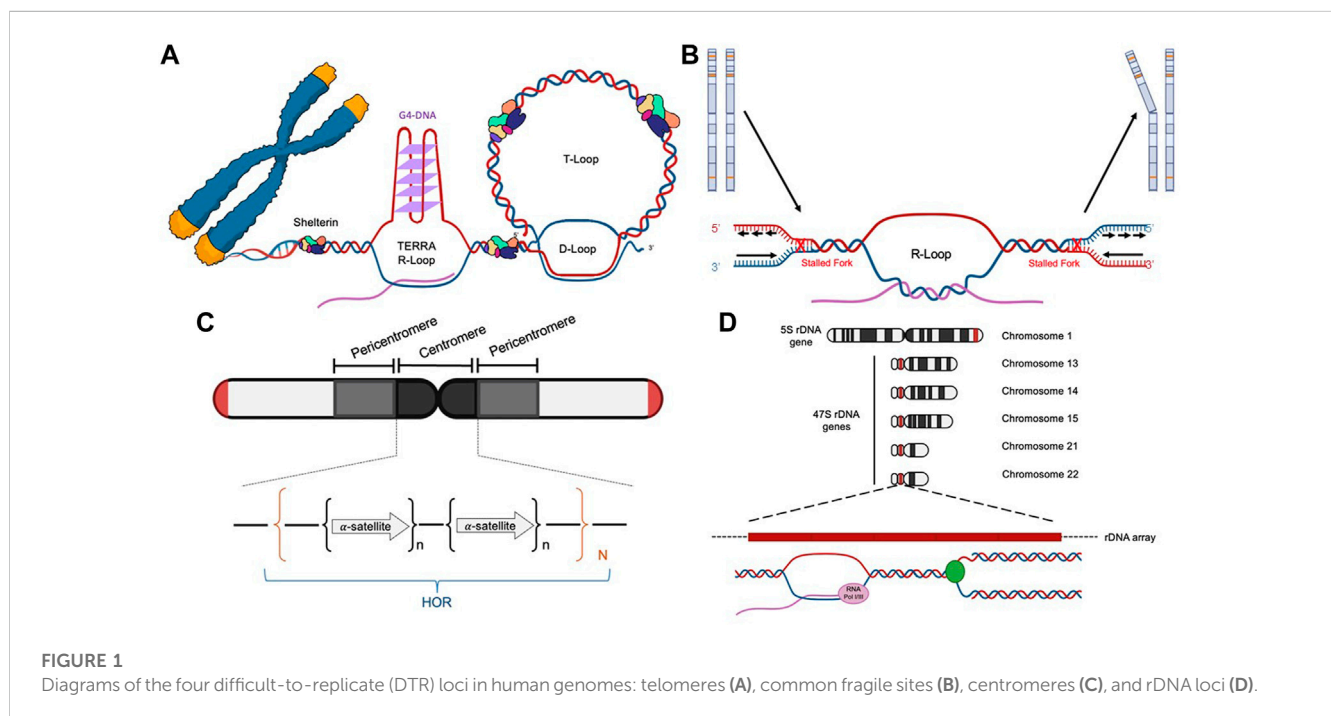 A
G4-DNA
Shelterin
TERRA
R-Loop
T-Loop
5'
D-Loop
3'
B
5'
3'
Stalled Fork
R-Loop
Stalled Fork
5'
3'
C
Pericentromere
Centromere
Pericentromere
α-satellite
n
α-satellite
n
N
HOR
D
5S rDNA
gene
Chromosome 1
Chromosome 13
Chromosome 14
Chromosome 15
47S rDNA
genes
Chromosome 21
Chromosome 22
rDNA array
RNA
Pol I/III
FIGURE 1
Diagrams of the four difficult-to-replicate (DTR) loci in human genomes: telomeres (A), common fragile sites (B), centromeres (C), and rDNA loci (D).